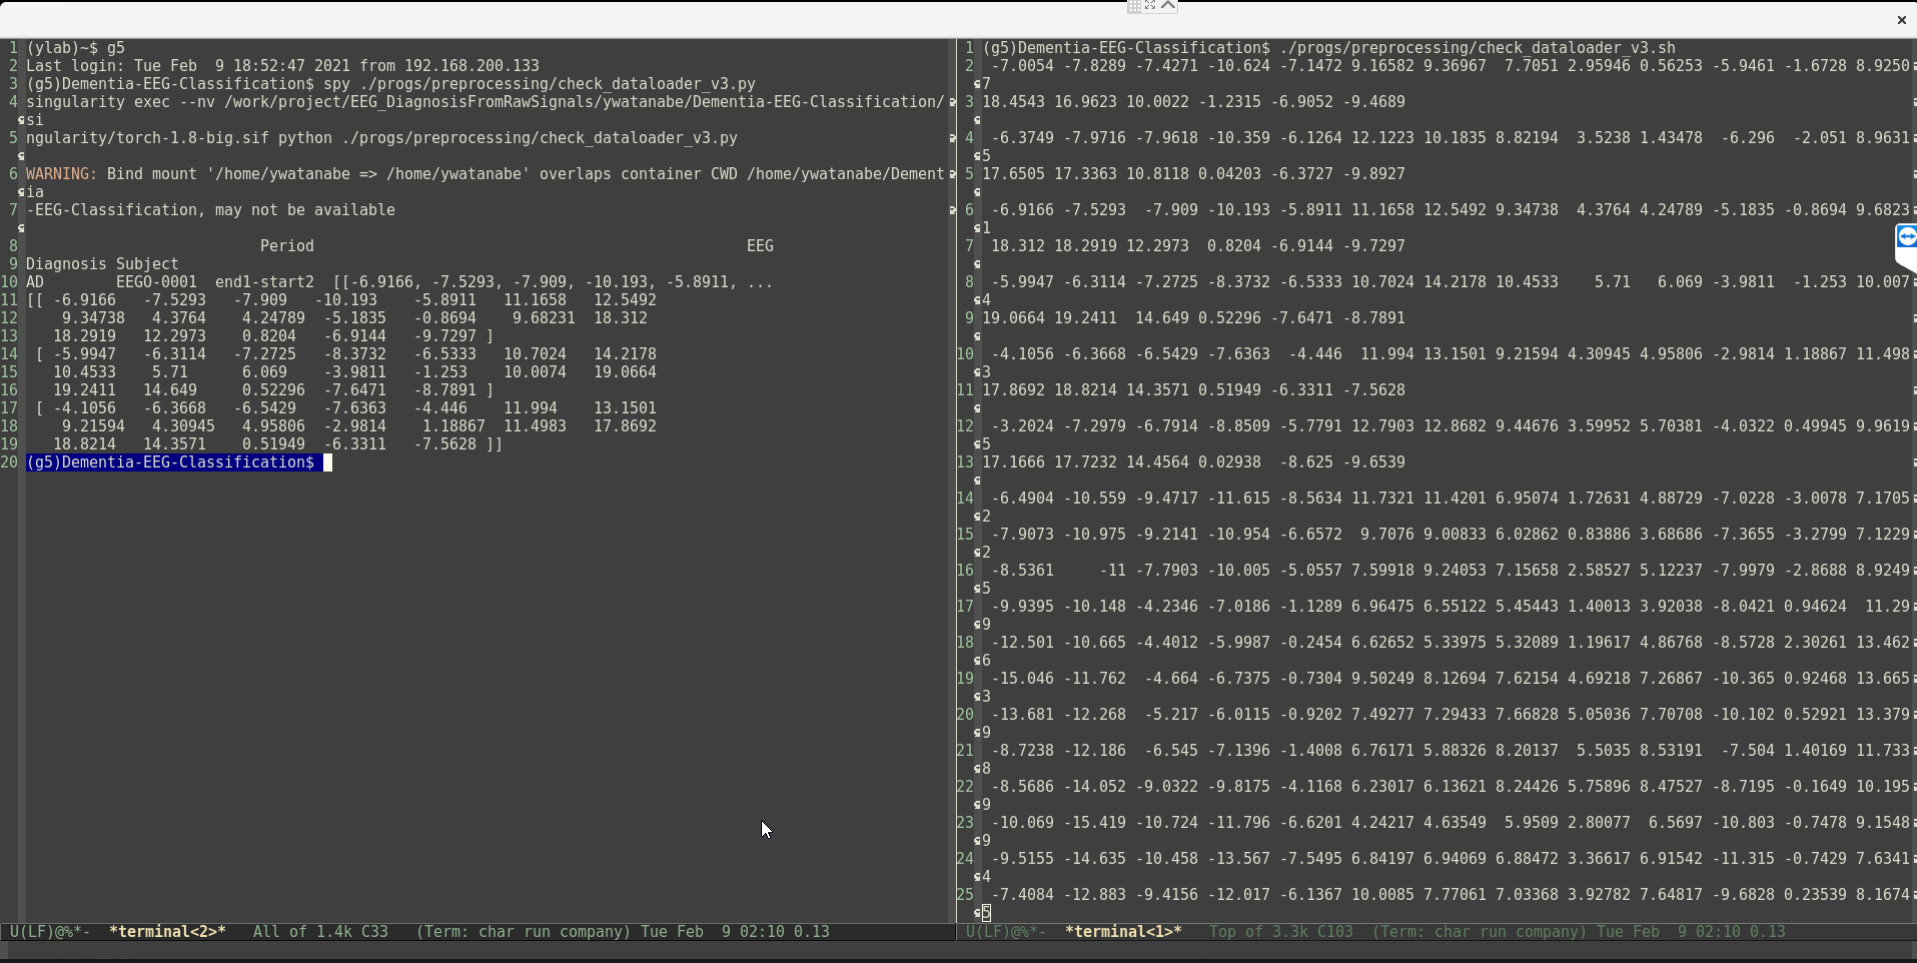 1 (ylab)~$ g5
2 Last login: Tue Feb  9 18:52:47 2021 from 192.168.200.133
3 (g5)Dementia-EEG-Classification$ spy ./progs/preprocessing/check_dataloader_v3.py
4 singularity exec --nv /work/project/EEG_DiagnosisFromRawSignals/ywatanabe/Dementia-EEG-Classification/
si
5 ngularity/torch-1.8-big.sif python ./progs/preprocessing/check_dataloader_v3.py
6 WARNING: Bind mount '/home/ywatanabe => /home/ywatanabe' overlaps container CWD /home/ywatanabe/Dement
ia
7 -EEG-Classification, may not be available
8 Period EEG
9 Diagnosis Subject
10 AD EEGO-0001 end1-start2 [[-6.9166, -7.5293, -7.909, -10.193, -5.8911, ...
11 [[ -6.9166 -7.5293 -7.909 -10.193 -5.8911 11.1658 12.5492
12 9.34738 4.3764 4.24789 -5.1835 -0.8694 9.68231 18.312
13 18.2919 12.2973 0.8204 -6.9144 -9.7297 ]
14 [ -5.9947 -6.3114 -7.2725 -8.3732 -6.5333 10.7024 14.2178
15 10.4533 5.71 6.069 -3.9811 -1.253 10.0074 19.0664
16 19.2411 14.649 0.52296 -7.6471 -8.7891 ]
17 [ -4.1056 -6.3668 -6.5429 -7.6363 -4.446 11.994 13.1501
18 9.21594 4.30945 4.95806 -2.9814 1.18867 11.4983 17.8692
19 18.8214 14.3571 0.51949 -6.3311 -7.5628 ]]
20 (g5)Dementia-EEG-Classification$
U(LF)@%*- *terminal<2>* All of 1.4k C33 (Term: char run company) Tue Feb  9 02:10 0.13
1 (g5)Dementia-EEG-Classification$ ./progs/preprocessing/check_dataloader_v3.sh
2 -7.0054 -7.8289 -7.4271 -10.624 -7.1472 9.16582 9.36967 7.7051 2.95946 0.56253 -5.9461 -1.6728 8.9250
7
3 18.4543 16.9623 10.0022 -1.2315 -6.9052 -9.4689
4 -6.3749 -7.9716 -7.9618 -10.359 -6.1264 12.1223 10.1835 8.82194 3.5238 1.43478 -6.296 -2.051 8.9631
5
5 17.6505 17.3363 10.8118 0.04203 -6.3727 -9.8927
6 -6.9166 -7.5293 -7.909 -10.193 -5.8911 11.1658 12.5492 9.34738 4.3764 4.24789 -5.1835 -0.8694 9.6823
1
7 18.312 18.2919 12.2973 0.8204 -6.9144 -9.7297
8 -5.9947 -6.3114 -7.2725 -8.3732 -6.5333 10.7024 14.2178 10.4533 5.71 6.069 -3.9811 -1.253 10.007
4
9 19.0664 19.2411 14.649 0.52296 -7.6471 -8.7891
10 -4.1056 -6.3668 -6.5429 -7.6363 -4.446 11.994 13.1501 9.21594 4.30945 4.95806 -2.9814 1.18867 11.498
3
11 17.8692 18.8214 14.3571 0.51949 -6.3311 -7.5628
12 -3.2024 -7.2979 -6.7914 -8.8509 -5.7791 12.7903 12.8682 9.44676 3.59952 5.70381 -4.0322 0.49945 9.9619
5
13 17.1666 17.7232 14.4564 0.02938 -8.625 -9.6539
14 -6.4904 -10.559 -9.4717 -11.615 -8.5634 11.7321 11.4201 6.95074 1.72631 4.88729 -7.0228 -3.0078 7.1705
2
15 -7.9073 -10.975 -9.2141 -10.954 -6.6572 9.7076 9.00833 6.02862 0.83886 3.68686 -7.3655 -3.2799 7.1229
2
16 -8.5361 -11 -7.7903 -10.005 -5.0557 7.59918 9.24053 7.15658 2.58527 5.12237 -7.9979 -2.8688 8.9249
5
17 -9.9395 -10.148 -4.2346 -7.0186 -1.1289 6.96475 6.55122 5.45443 1.40013 3.92038 -8.0421 0.94624 11.29
9
18 -12.501 -10.665 -4.4012 -5.9987 -0.2454 6.62652 5.33975 5.32089 1.19617 4.86768 -8.5728 2.30261 13.462
6
19 -15.046 -11.762 -4.664 -6.7375 -0.7304 9.50249 8.12694 7.62154 4.69218 7.26867 -10.365 0.92468 13.665
3
20 -13.681 -12.268 -5.217 -6.0115 -0.9202 7.49277 7.29433 7.66828 5.05036 7.70708 -10.102 0.52921 13.379
9
21 -8.7238 -12.186 -6.545 -7.1396 -1.4008 6.76171 5.88326 8.20137 5.5035 8.53191 -7.504 1.40169 11.733
8
22 -8.5686 -14.052 -9.0322 -9.8175 -4.1168 6.23017 6.13621 8.24426 5.75896 8.47527 -8.7195 -0.1649 10.195
9
23 -10.069 -15.419 -10.724 -11.796 -6.6201 4.24217 4.63549 5.9509 2.80077 6.5697 -10.803 -0.7478 9.1548
9
24 -9.5155 -14.635 -10.458 -13.567 -7.5495 6.84197 6.94069 6.88472 3.36617 6.91542 -11.315 -0.7429 7.6341
4
25 -7.4084 -12.883 -9.4156 -12.017 -6.1367 10.0085 7.77061 7.03368 3.92782 7.64817 -9.6828 0.23539 8.1674
5
U(LF)@%*- *terminal<1>* Top of 3.3k C103 (Term: char run company) Tue Feb  9 02:10 0.13